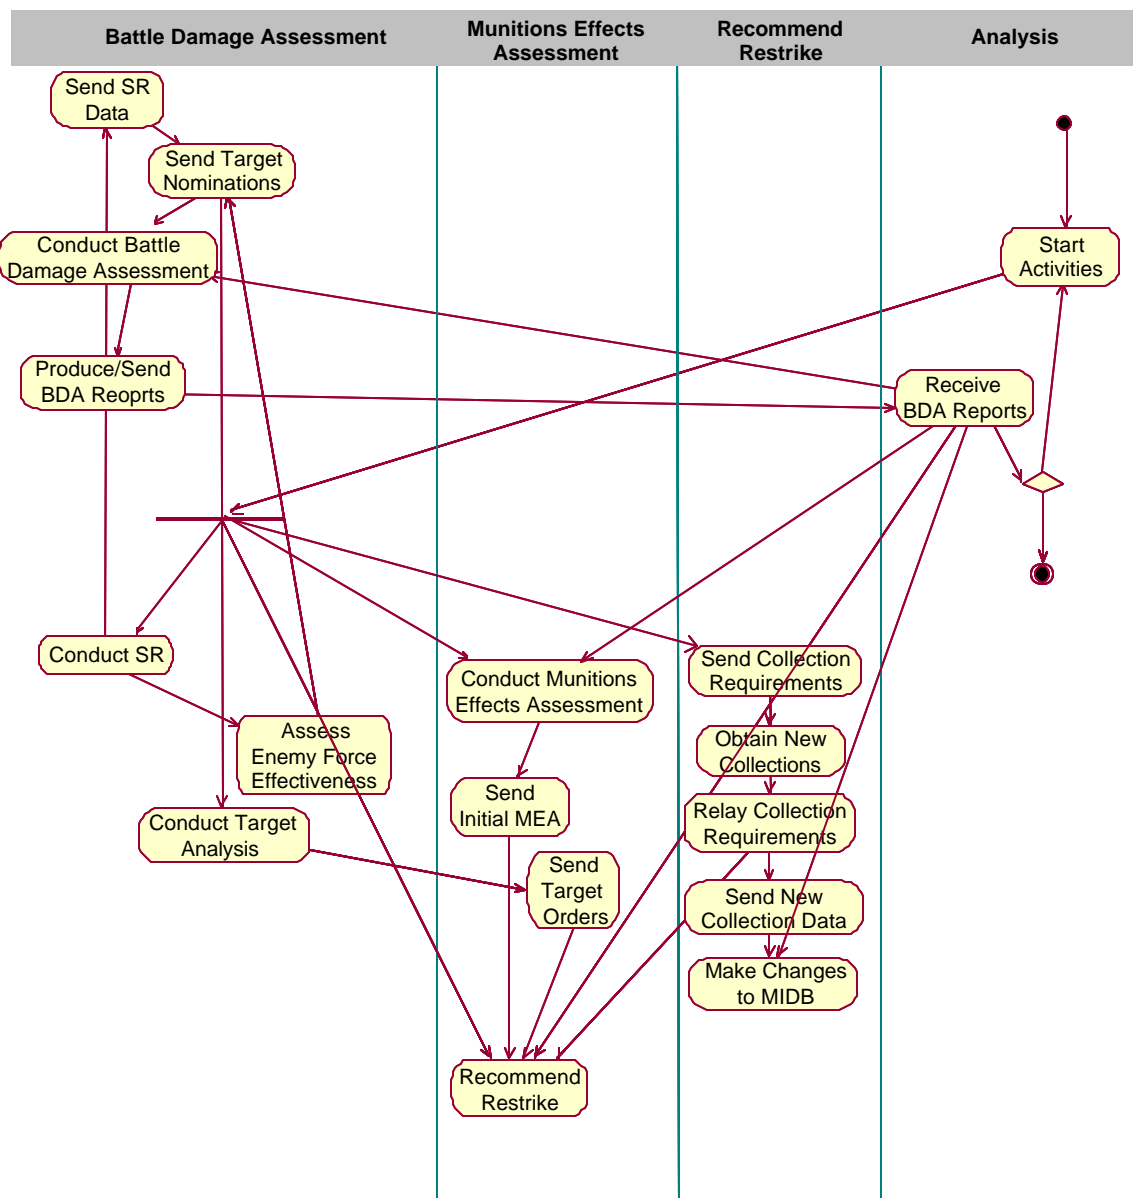 Battle Damage Assessment
Munitions Effects
Assessment
Recommend
Restrike
Analysis
Send SR
Data
Send Target
Nominations
Conduct Battle
Damage Assessment
Start
Activities
Produce/Send
BDA Reoprts
Receive
BDA Reports
Conduct SR
Conduct Munitions
Effects Assessment
Send Collection
Requirements
Assess
Enemy Force
Effectiveness
Obtain New
Collections
Send
Initial MEA
Relay Collection
Requirements
Conduct Target
Analysis
Send
Target
Orders
Send New
Collection Data
Make Changes
to MIDB
Recommend
Restrike